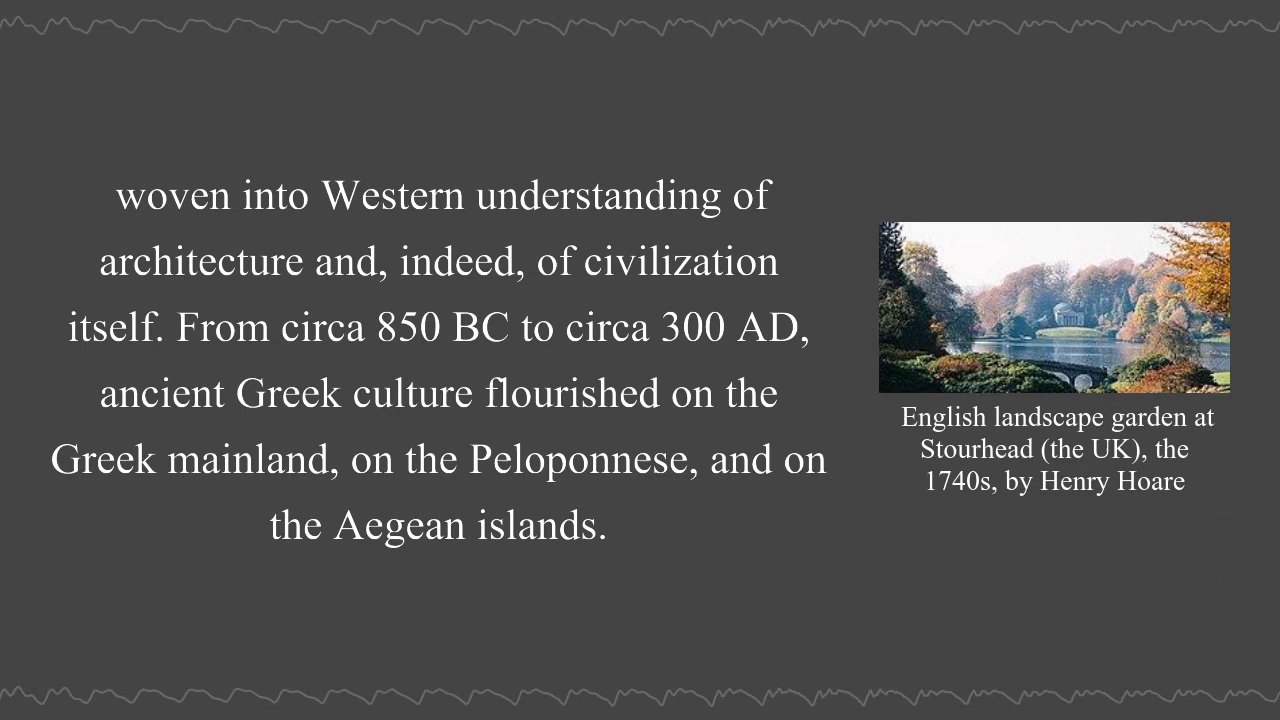 woven into Western understanding of
architecture and, indeed, of civilization
itself. From circa 850 BC to circa 300 AD,
ancient Greek culture flourished on the
Greek mainland, on the Peloponnese, and on
the Aegean islands.
English landscape garden at
Stourhead (the UK), the
1740s, by Henry Hoare